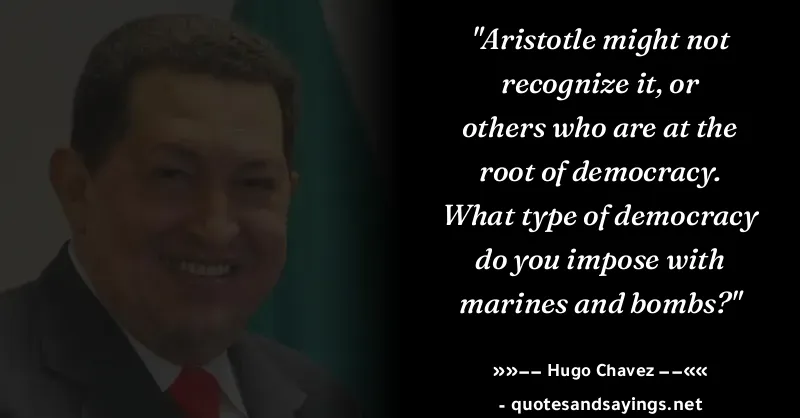 "Aristotle might not
recognize it, or
others who are at the
root of democracy.
What type of democracy
do you impose with
marines and bombs?"
»»–– Hugo Chavez ––««
- quotesandsayings.net